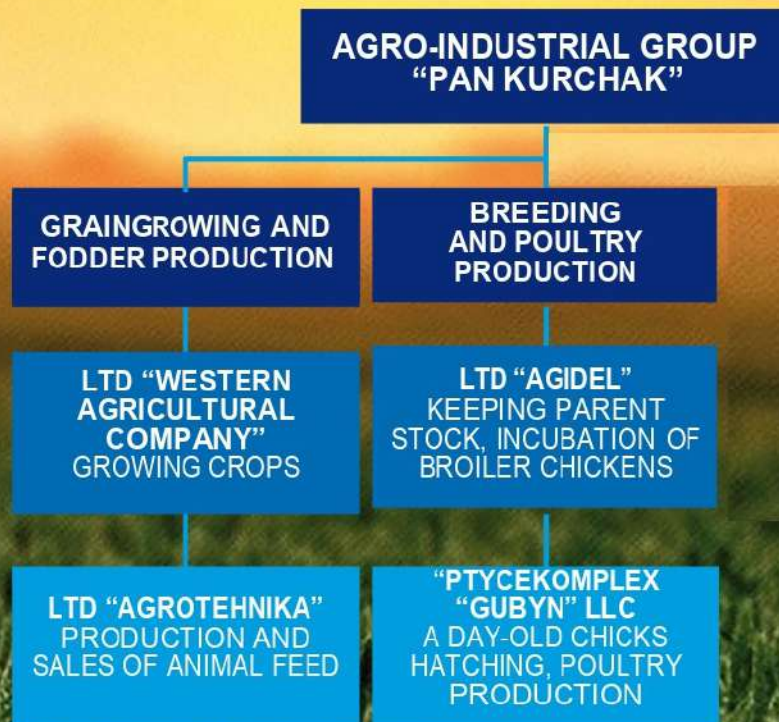 AGRO-INDUSTRIAL GROUP
“PAN KURCHAK”
GRAINGROWING AND
FODDER PRODUCTION
BREEDING
AND POULTRY
PRODUCTION
LTD “WESTERN
AGRICULTURAL
COMPANY”
GROWING CROPS
LTD “AGIDEL”
KEEPING PARENT
STOCK, INCUBATION OF
BROILER CHICKENS
LTD “AGROTEHNIKA”
PRODUCTION AND
SALES OF ANIMAL FEED
“PTYCEKOMPLEX
“GUBYN” LLC
A DAY-OLD CHICKS
HATCHING, POULTRY
PRODUCTION